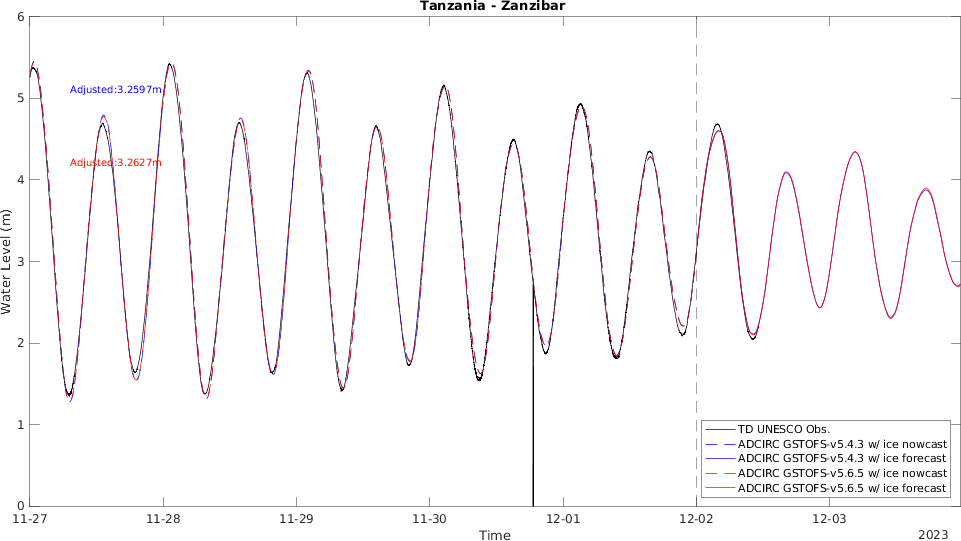 Tanzania - Zanzibar
6
5
4
3
2
1
0
Water Level (m)
Adjusted:3.2597m
Adjusted:3.2627m
TD UNESCO Obs.
ADCIRC GSTOFS-v5.4.3 w/ ice nowcast
ADCIRC GSTOFS-v5.4.3 w/ ice forecast
ADCIRC GSTOFS-v5.6.5 w/ ice nowcast
ADCIRC GSTOFS-v5.6.5 w/ ice forecast
11-27 11-28 11-29 11-30 12-01 12-02 12-03
Time
2023